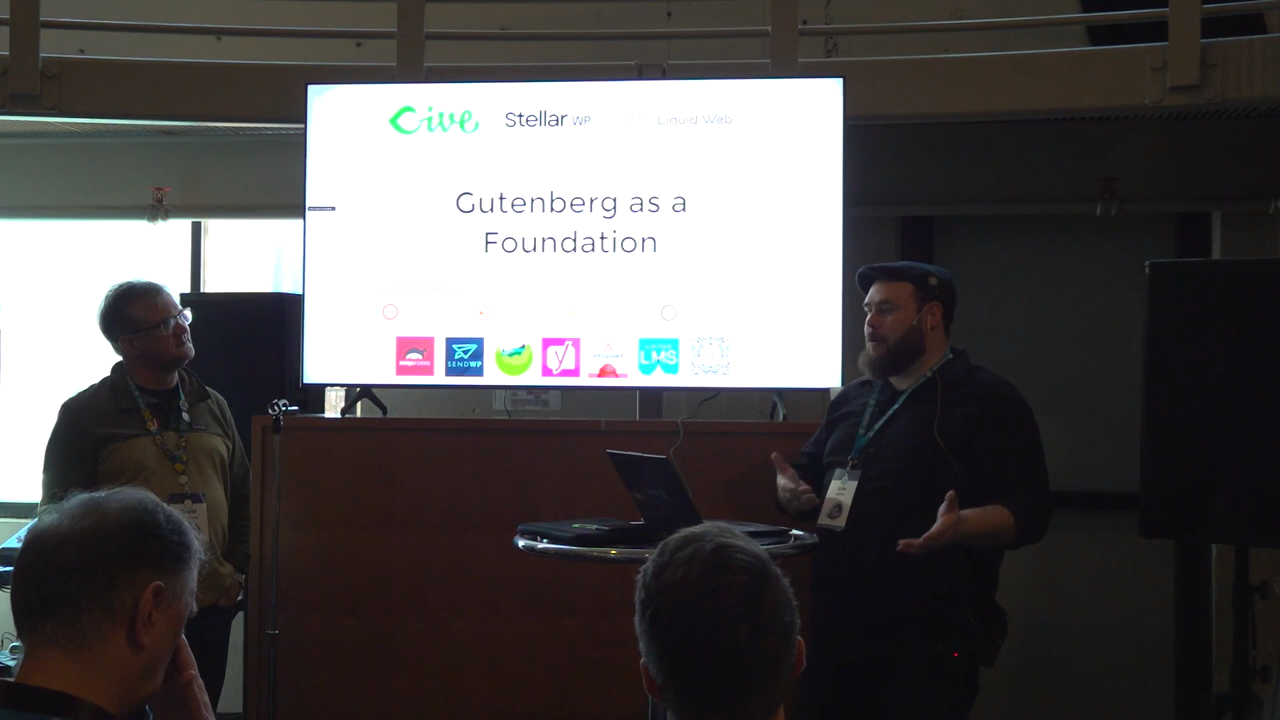 Give
Stellar WP
Liquid Web
Gutenberg as a
Foundation
SENDWP
y
LMS